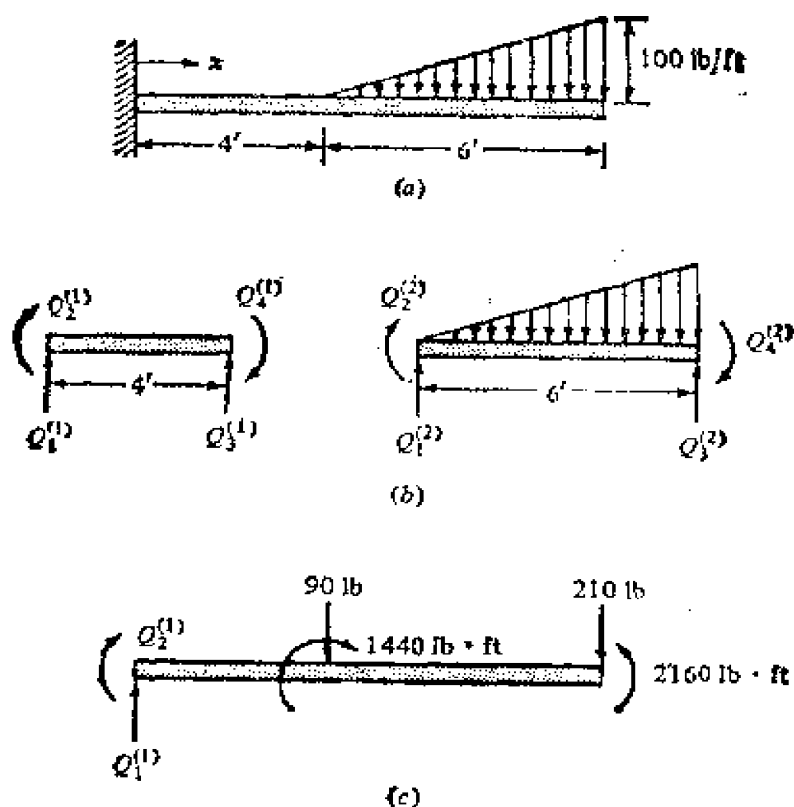 x
100 lb/ft
4'
6'
(a)
Q₂⁽¹⁾
Q₄⁽¹⁾
Q₂⁽²⁾
Q₄⁽²⁾
4'
6'
Q₁⁽¹⁾
Q₃⁽¹⁾
Q₁⁽²⁾
Q₃⁽²⁾
(b)
90 lb
210 lb
Q₂⁽¹⁾
1440 lb • ft
2160 lb • ft
Q₁⁽¹⁾
(c)